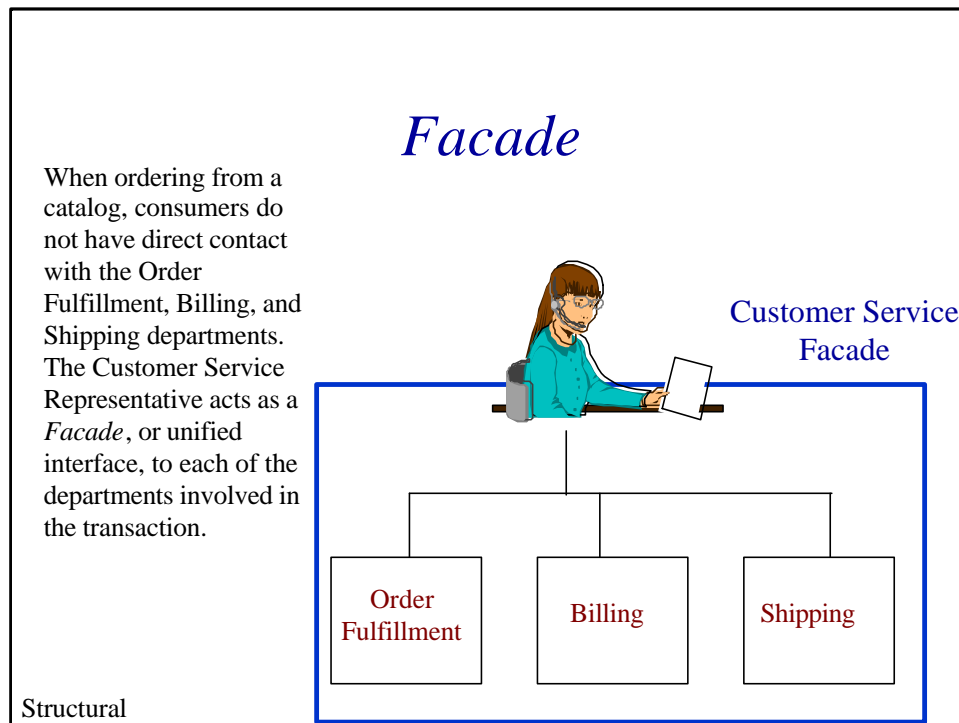 Facade
When ordering from a
catalog, consumers do
not have direct contact
with the Order
Fulfillment, Billing, and
Shipping departments.
The Customer Service
Representative acts as a
Facade, or unified
interface, to each of the
departments involved in
the transaction.
Customer Service
Facade
Order
Fulfillment
Billing
Shipping
Structural